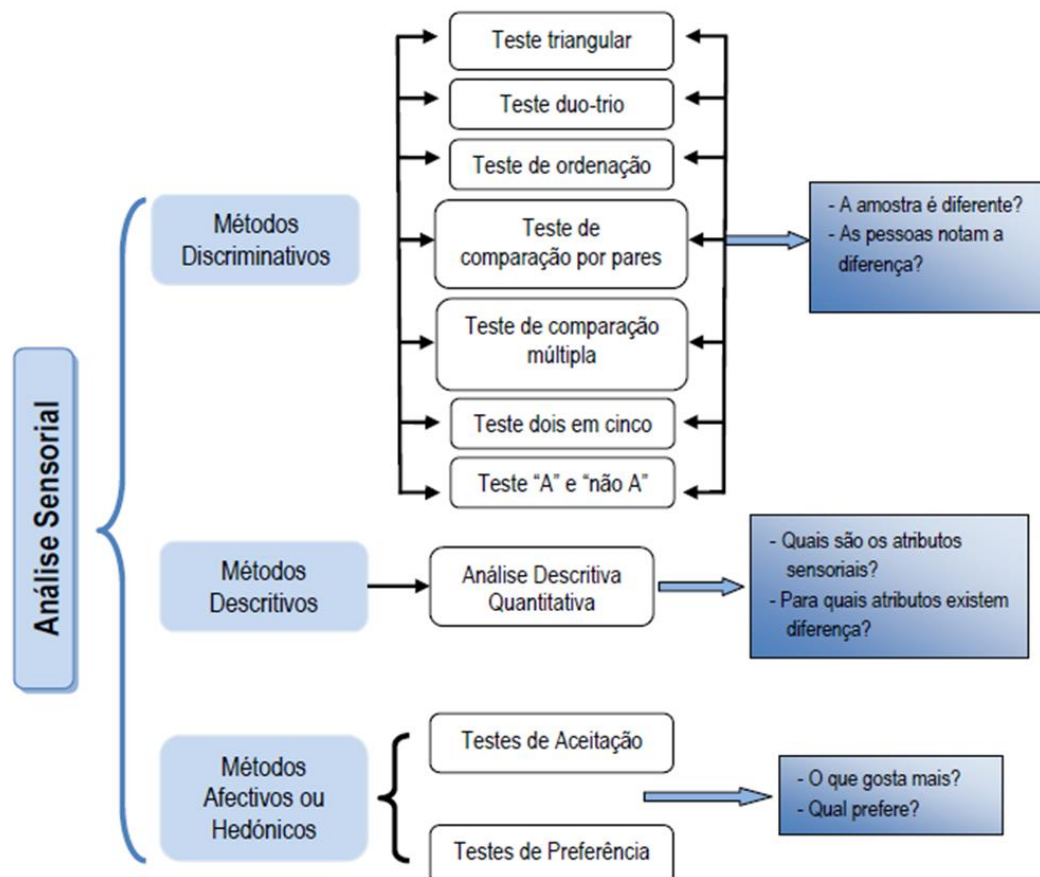 Análise Sensorial
Métodos
Discriminativos
Teste triangular
Teste duo-trio
Teste de ordenação
Teste de
comparação por pares
Teste de comparação
múltipla
Teste dois em cinco
Teste “A” e “não A”
- A amostra é diferente?
- As pessoas notam a
diferença?
Métodos
Descritivos
Análise Descritiva
Quantitativa
- Quais são os atributos
sensoriais?
- Para quais atributos existem
diferença?
Métodos
Afectivos ou
Hedónicos
Testes de Aceitação
Testes de Preferência
- O que gosta mais?
- Qual prefere?